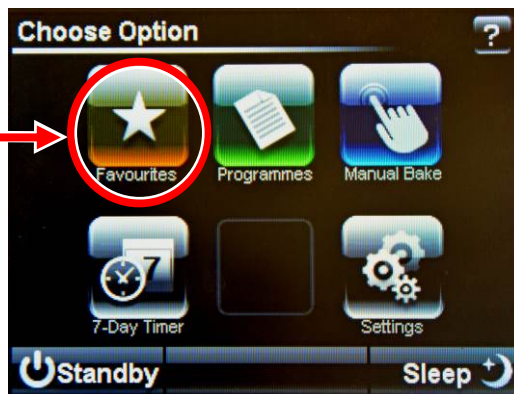 Choose Option
?
Favourites Programmes Manual Bake
7
7-Day Timer Settings
Standby Sleep